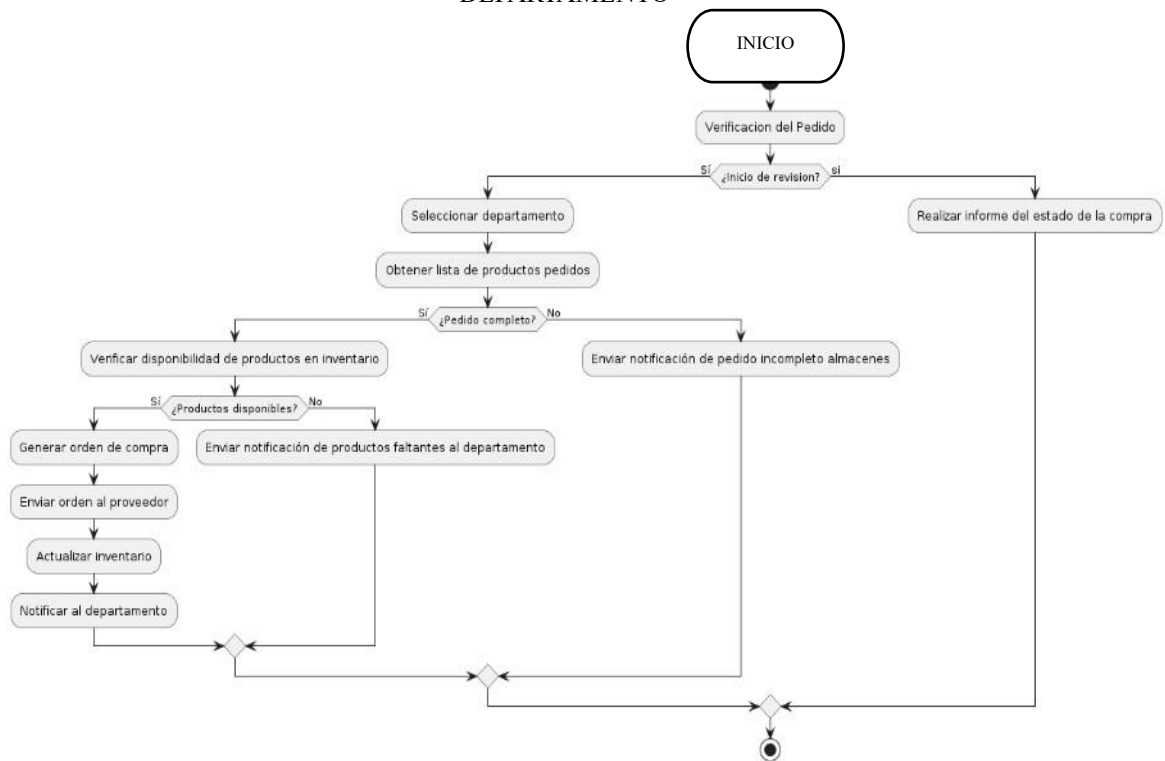 DEPARTAMENTO
INICIO
Verificacion del Pedido
Sí ¿Inicio de revision? si
Seleccionar departamento
Realizar informe del estado de la compra
Obtener lista de productos pedidos
Sí ¿Pedido completo? No
Verificar disponibilidad de productos en inventario
Enviar notificación de pedido incompleto almacenes
Sí ¿Productos disponibles? No
Generar orden de compra
Enviar notificación de productos faltantes al departamento
Enviar orden al proveedor
Actualizar inventario
Notificar al departamento